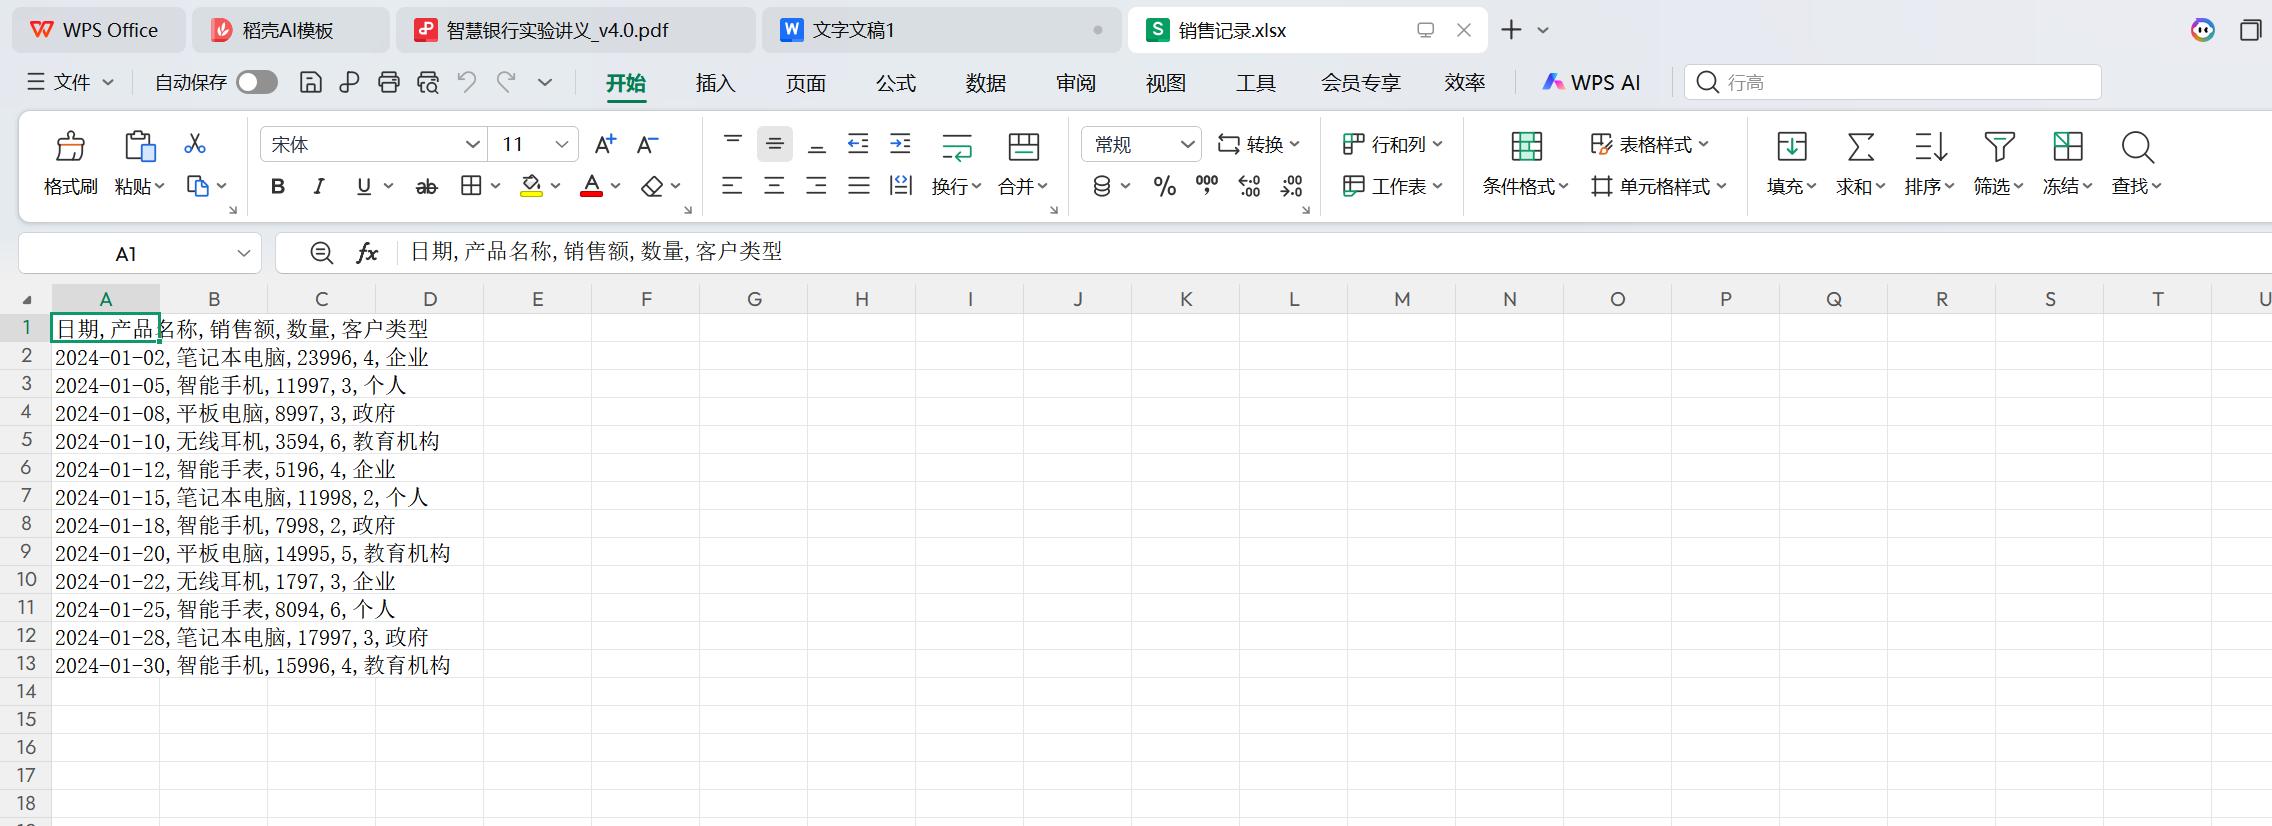 WPS Office 稻壳AI模板 智慧银行实验讲义_v4.0.pdf 文字文稿1 销售记录.xlsx
文件 自动保存 开始 插入 页面 公式 数据 审阅 视图 工具 会员专享 效率 WPS AI 行高
宋体 11 A+ A- 常规 转换 行和列 表格样式
格式刷 粘贴 B I U ab A 换行 合并 % 000 .00 .00 工作表 条件格式 单元格样式 填充 求和 排序 筛选 冻结 查找
A1 fx 日期,产品名称,销售额,数量,客户类型
A B C D E F G H I J K L M N O P Q R S T U
1 日期,产品名称,销售额,数量,客户类型
2 2024-01-02,笔记本电脑,23996,4,企业
3 2024-01-05,智能手机,11997,3,个人
4 2024-01-08,平板电脑,8997,3,政府
5 2024-01-10,无线耳机,3594,6,教育机构
6 2024-01-12,智能手表,5196,4,企业
7 2024-01-15,笔记本电脑,11998,2,个人
8 2024-01-18,智能手机,7998,2,政府
9 2024-01-20,平板电脑,14995,5,教育机构
10 2024-01-22,无线耳机,1797,3,企业
11 2024-01-25,智能手表,8094,6,个人
12 2024-01-28,笔记本电脑,17997,3,政府
13 2024-01-30,智能手机,15996,4,教育机构
14
15
16
17
18